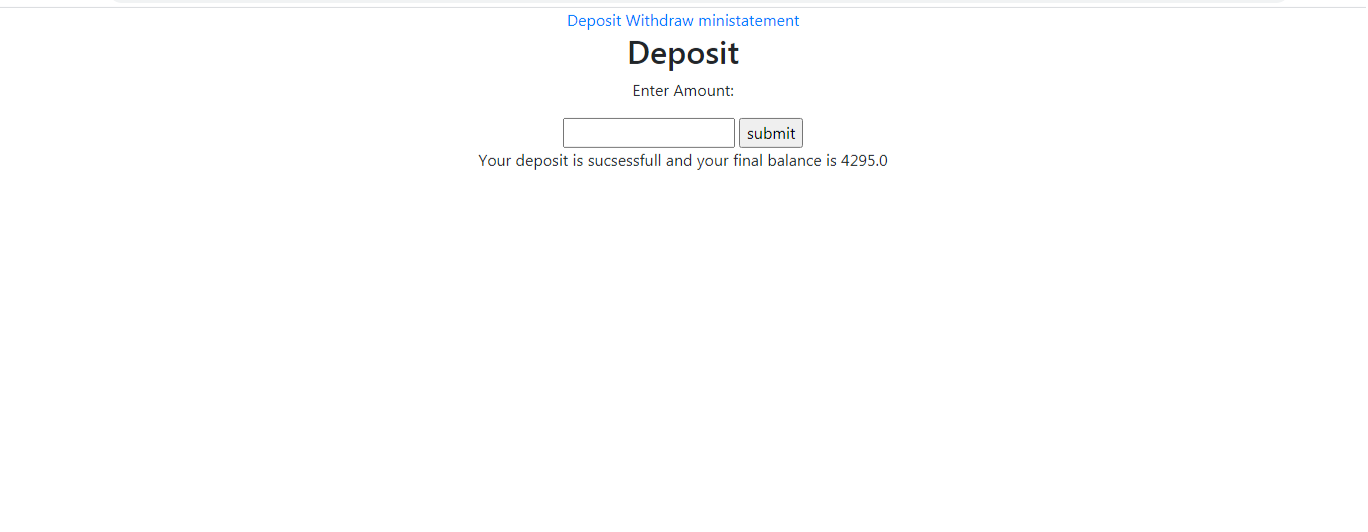 Deposit Withdraw ministatement
Deposit
Enter Amount:
submit
Your deposit is sucsessfull and your final balance is 4295.0